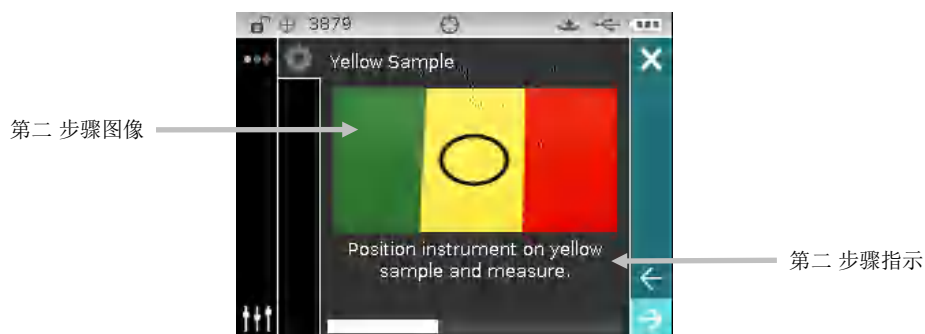 3879
Yellow Sample
第二 步骤图像
Position instrument on yellow
sample and measure.
第二 步骤指示